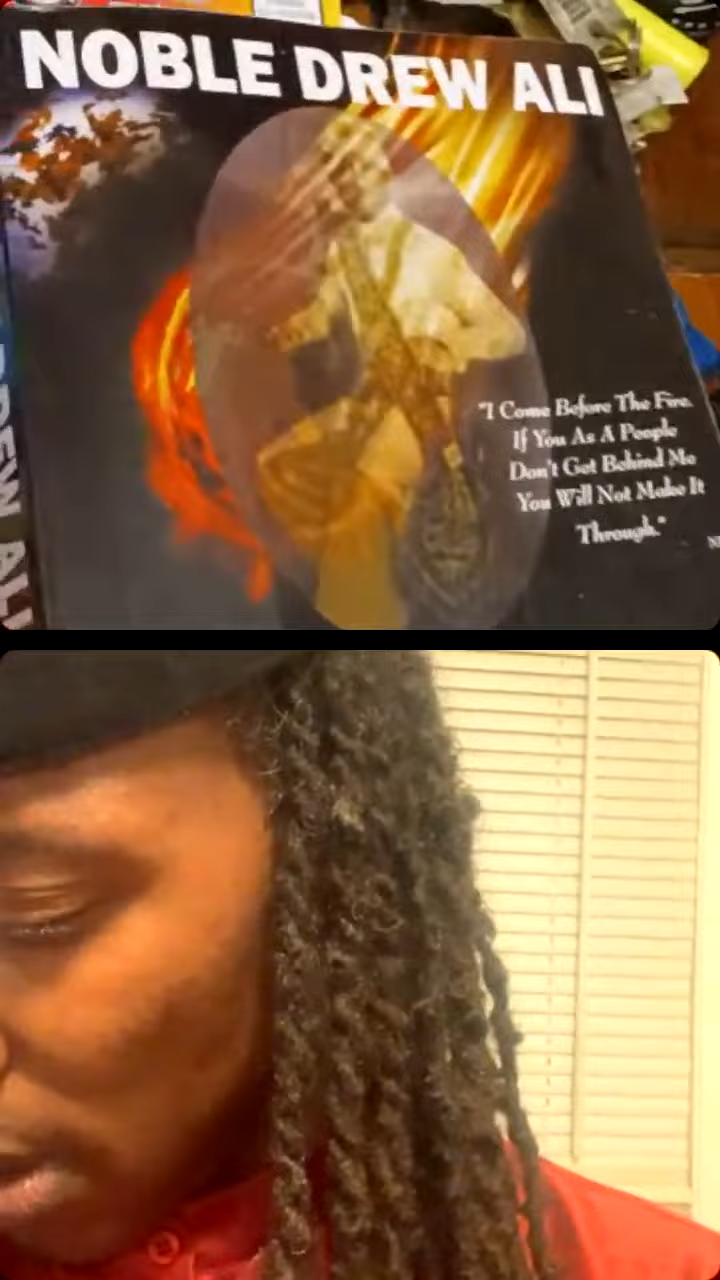 NOBLE DREW ALI
"I Come Before The Fire.
If You As A People
Don't Get Behind Me
You Will Not Make It
Through."
DREW ALI